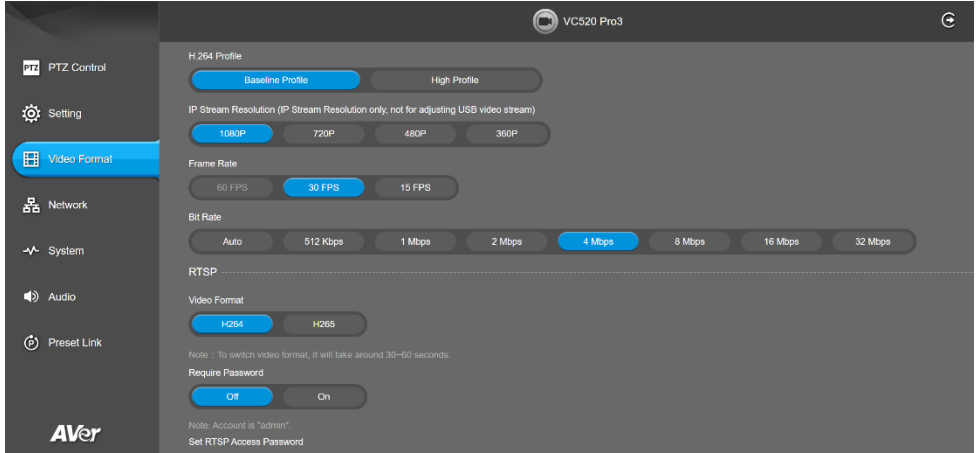 VC520 Pro3
PTZ PTZ Control
Setting
Video Format
Network
System
Audio
P Preset Link
AVer
H.264 Profile
Baseline Profile High Profile
IP Stream Resolution (IP Stream Resolution only, not for adjusting USB video stream)
1080P 720P 480P 360P
Frame Rate
60 FPS 30 FPS 15 FPS
Bit Rate
Auto 512 Kbps 1 Mbps 2 Mbps 4 Mbps 8 Mbps 16 Mbps 32 Mbps
RTSP
Video Format
H264 H265
Note : To switch video format, it will take around 30~60 seconds.
Require Password
Off On
Note: Account is "admin".
Set RTSP Access Password